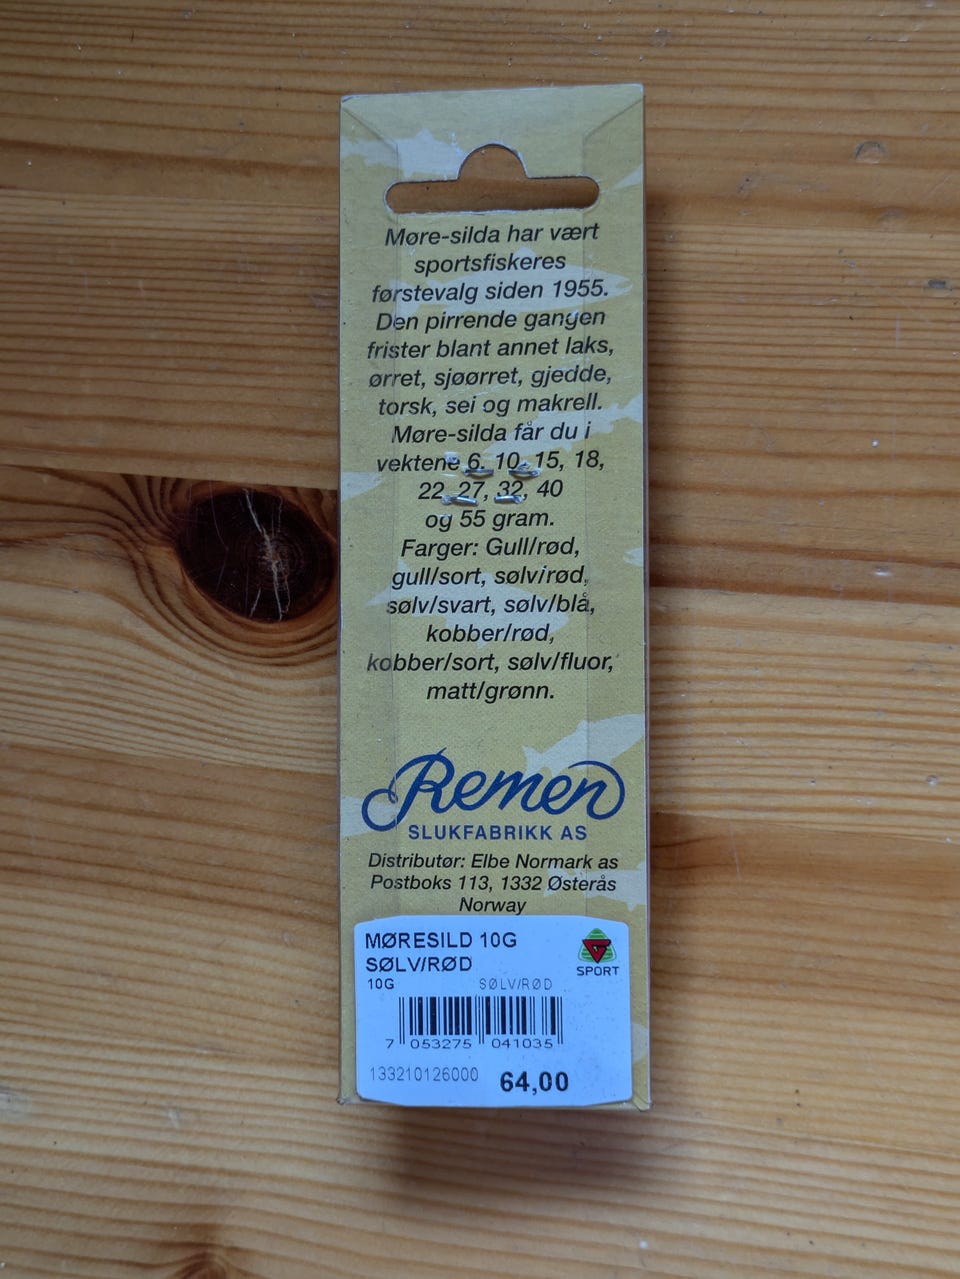 Møre-silda har vært
sportsfiskeres
førstevalg siden 1955.
Den pirrende gangen
frister blant annet laks,
ørret, sjøørret, gjedde,
torsk, sei og makrell.
Møre-silda får du i
vektene 6. 10, 15, 18,
22, 27, 32, 40
og 55 gram.
Farger: Gull/rød,
gull/sort, sølv/rød,
sølv/svart, sølv/blå,
kobber/rød,
kobber/sort, sølv/fluor,
matt/grønn.
Remen
SLUKFABRIKK AS
Distributør: Elbe Normark as
Postboks 113, 1332 Østerås
Norway
MØRESILD 10G
SØLV/RØD
SPORT
10G SØLV/RØD
7 053275 041035
133210126000 64,00